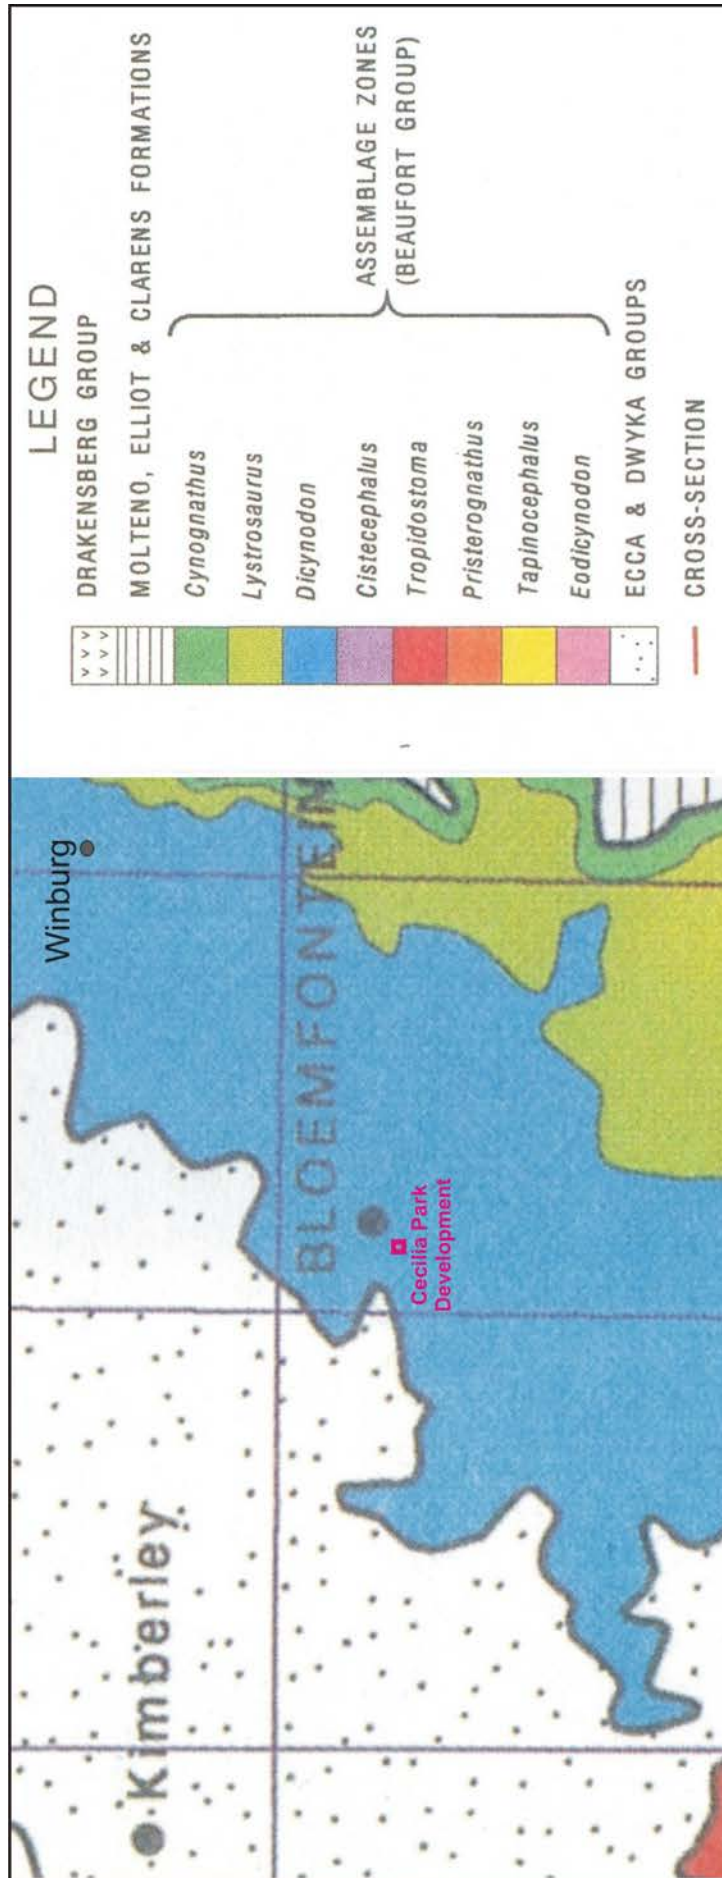 LEGEND
DRAKENSBERG GROUP
MOLTENO, ELLIOT & CLARENS FORMATIONS
Cynognathus
Lystrosaurus
Dicynodon
Cistecephalus
Tropidostoma
Pristerognathus
Tapinocephalus
Eodicynodon
ASSEMBLAGE ZONES
(BEAUFORT GROUP)
ECCA & DWYKA GROUPS
CROSS-SECTION
Winburg
BLOEMFONTEIN
Cecilia Park
Development
Kimberley